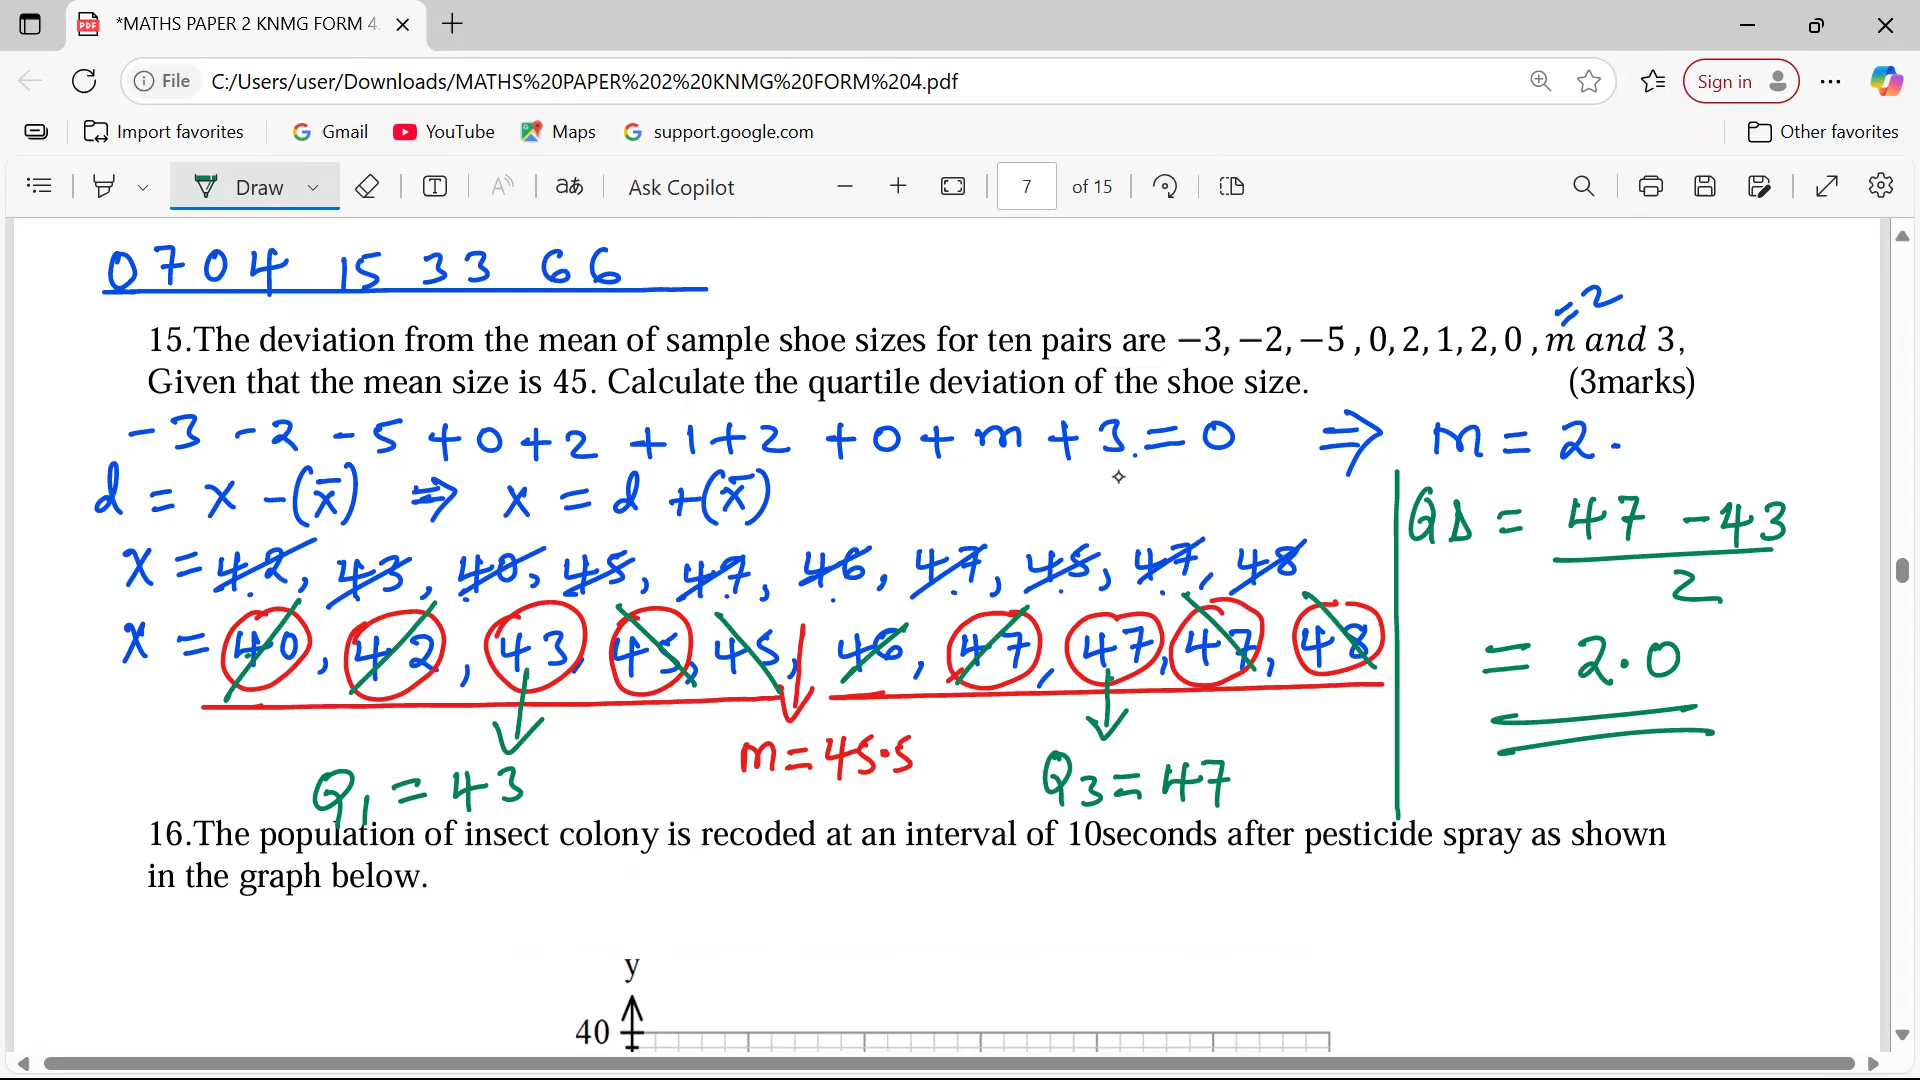 *MATHS PAPER 2 KNMG FORM 4.
File C:/Users/user/Downloads/MATHS%20PAPER%202%20KNMG%20FORM%204.pdf Sign in
Import favorites Gmail YouTube Maps support.google.com Other favorites
Draw aあ Ask Copilot 7 of 15
0704 15 33 66
= 2
15.The deviation from the mean of sample shoe sizes for ten pairs are −3, −2, −5 , 0, 2, 1, 2, 0 , m and 3,
Given that the mean size is 45. Calculate the quartile deviation of the shoe size. (3marks)
-3 -2 -5 +0 +2 +1 +2 +0 + m + 3 = 0 ⇒ m = 2.
d = x - (x̄) ⇒ x = d + (x̄)
x = 42, 43, 40, 45, 47, 46, 47, 45, 47, 48
x = 40, 42, 43, 45, 45, 46, 47, 47, 47, 48
Q1 = 43 m = 45.5 Q3 = 47
QD = 47 - 43
2
= 2.0
16.The population of insect colony is recoded at an interval of 10seconds after pesticide spray as shown
in the graph below.
y
40